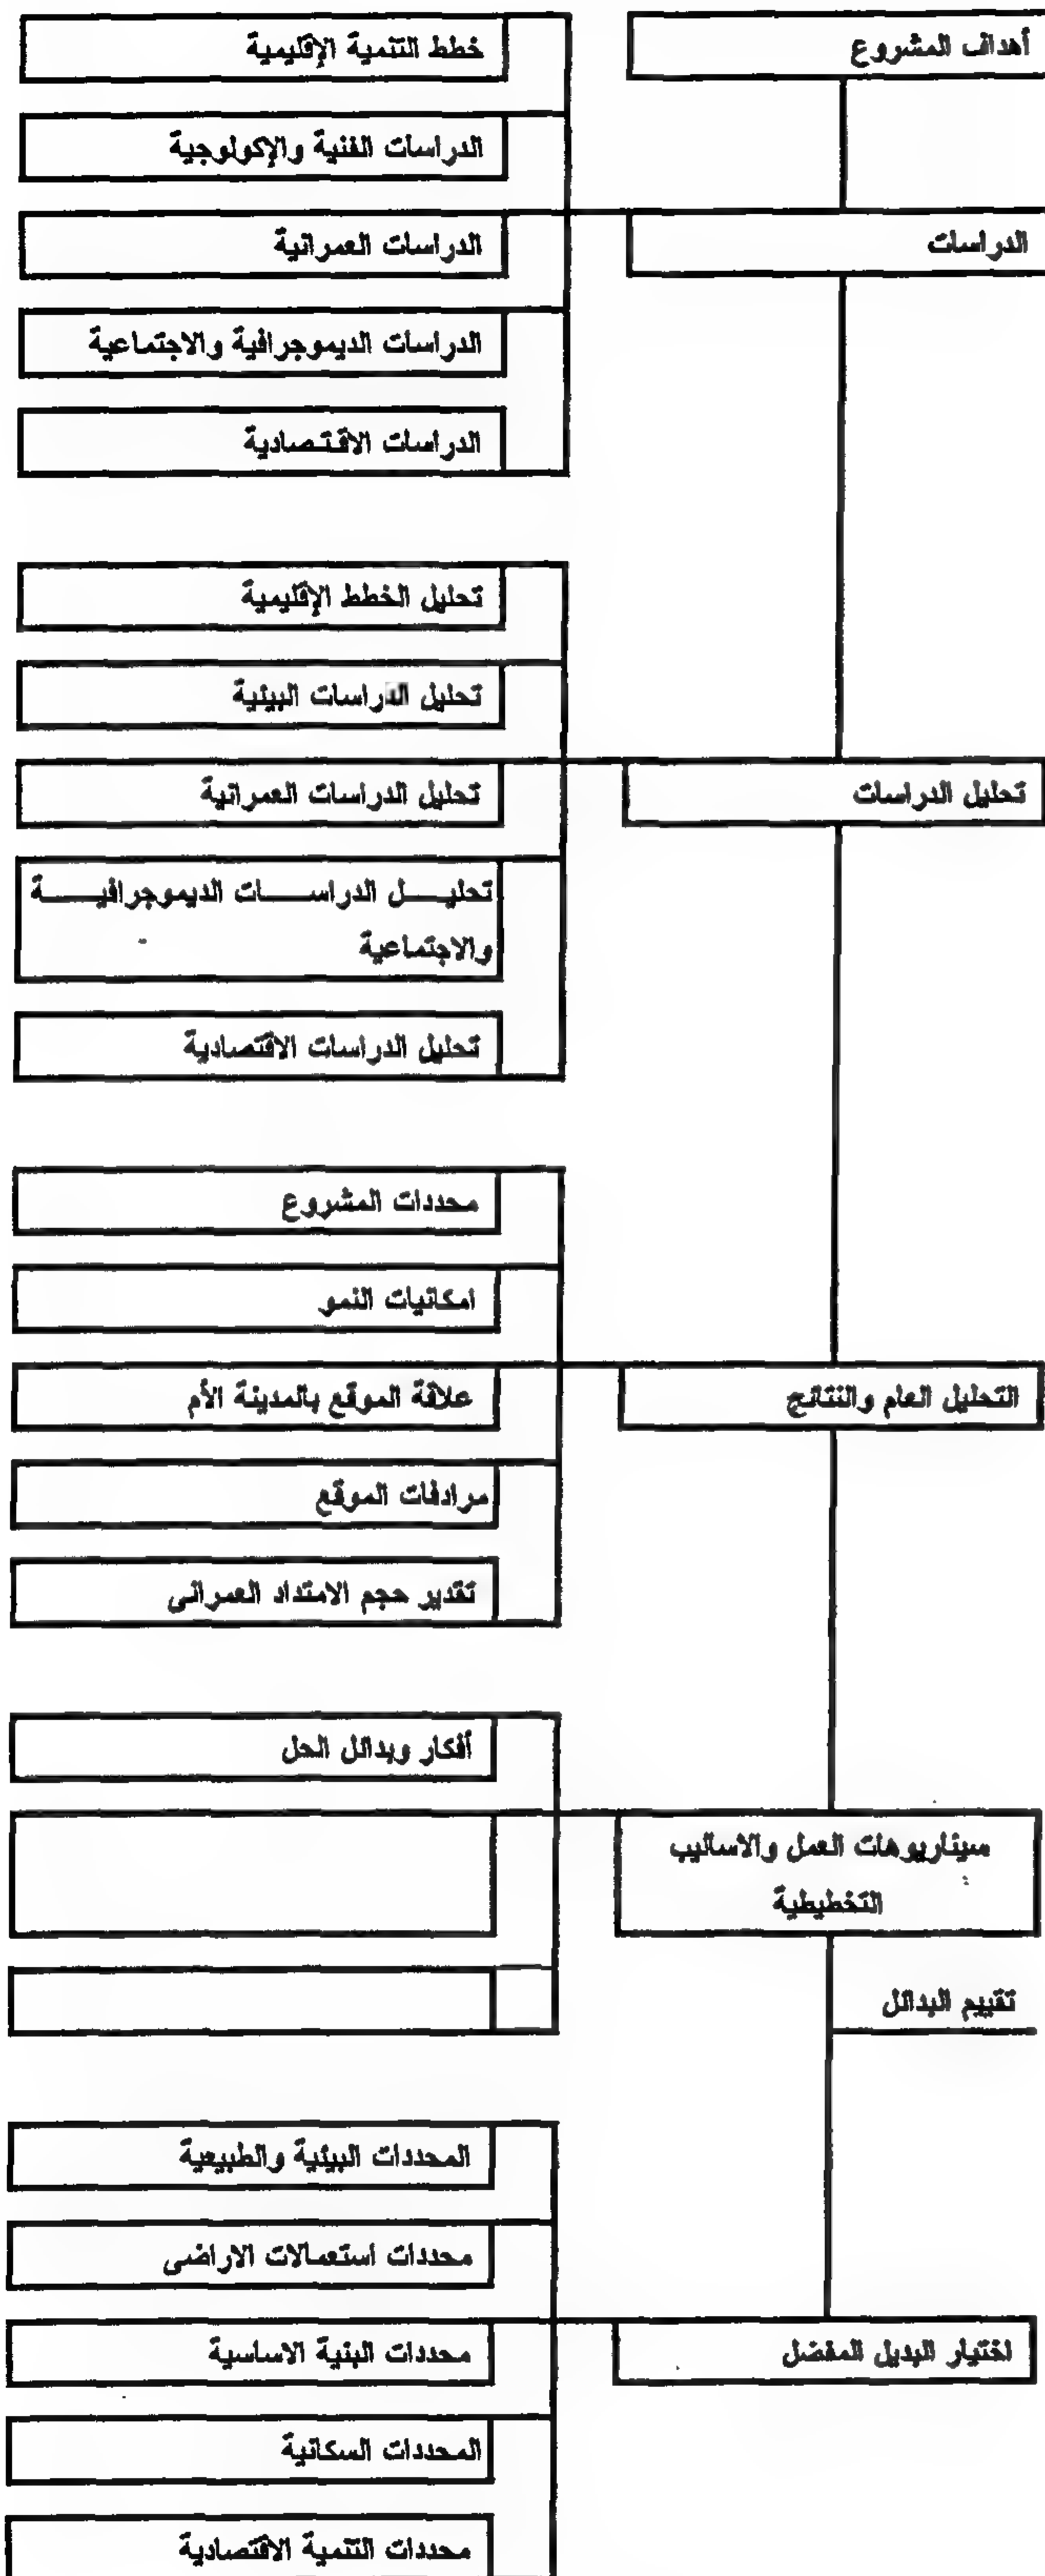 أهداف المشروع
خطط التنمية الإقليمية
الدراسات الفنية والإكولوجية
الدراسات
الدراسات العمرانية
الدراسات الديموجرافية والاجتماعية
الدراسات الاقتصادية
تحليل الخطط الإقليمية
تحليل الدراسات البيئية
تحليل الدراسات
تحليل الدراسات العمرانية
تحليل الدراسات الديموجرافية
والاجتماعية
تحليل الدراسات الاقتصادية
محددات المشروع
امكانيات النمو
التحليل العام والنتائج
علاقة الموقع بالمدينة الأم
مرادفات الموقع
تقدير حجم الامتداد العمرانى
أفكار وبدائل الحل
سيناريوهات العمل والاساليب
التخطيطية
تقييم البدائل
المحددات البيئية والطبيعية
محددات استعمالات الاراضى
اختيار البديل المفضل
محددات البنية الاساسية
المحددات السكانية
محددات التنمية الاقتصادية